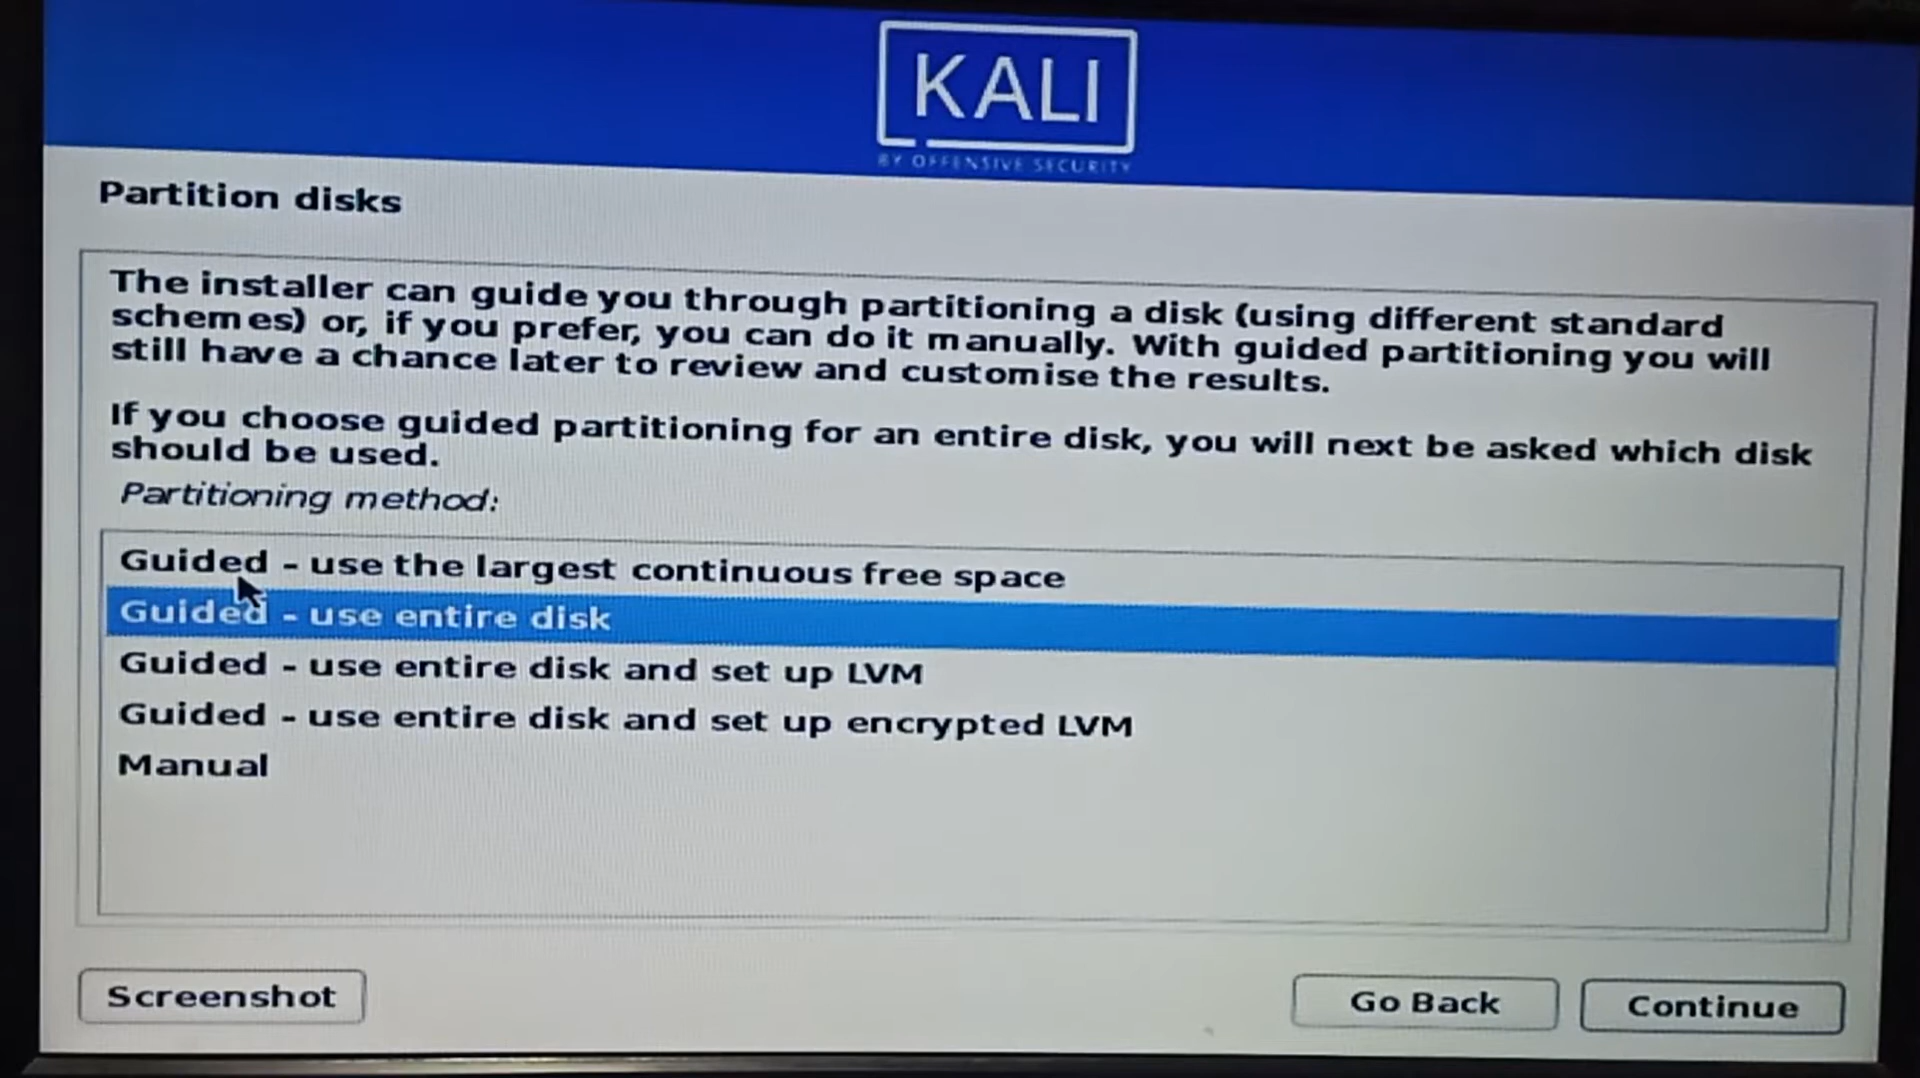 KALI
BY OFFENSIVE SECURITY
Partition disks
The installer can guide you through partitioning a disk (using different standard
schemes) or, if you prefer, you can do it manually. With guided partitioning you will
still have a chance later to review and customise the results.
If you choose guided partitioning for an entire disk, you will next be asked which disk
should be used.
Partitioning method:
Guided - use the largest continuous free space
Guided - use entire disk
Guided - use entire disk and set up LVM
Guided - use entire disk and set up encrypted LVM
Manual
Screenshot
Go Back
Continue